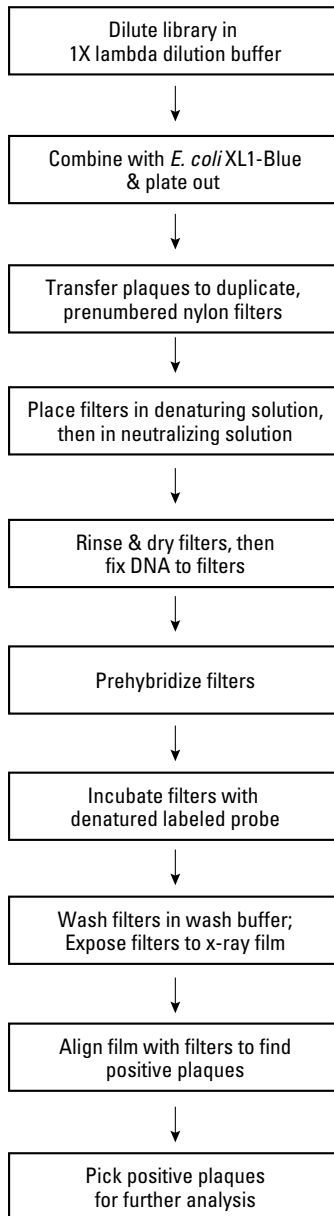 Dilute library in
1X lambda dilution buffer
Combine with E. coli XL1-Blue
& plate out
Transfer plaques to duplicate,
prenumbered nylon filters
Place filters in denaturing solution,
then in neutralizing solution
Rinse & dry filters, then
fix DNA to filters
Prehybridize filters
Incubate filters with
denatured labeled probe
Wash filters in wash buffer;
Expose filters to x-ray film
Align film with filters to find
positive plaques
Pick positive plaques
for further analysis